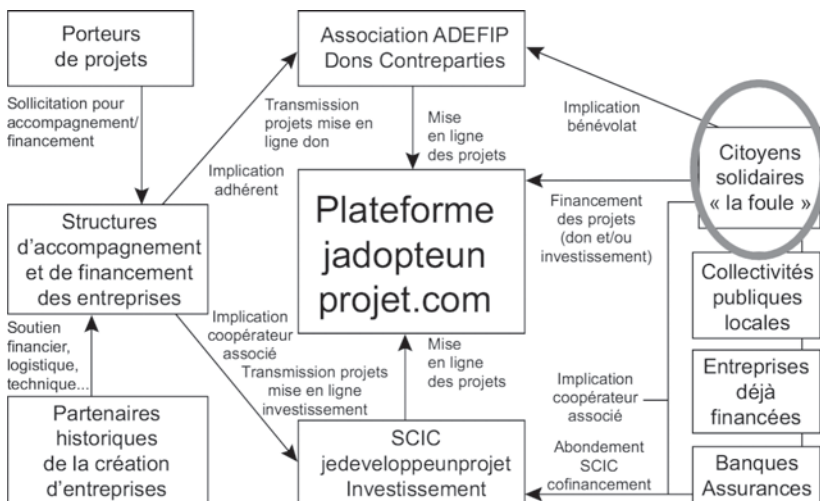 Porteurs
de projets
Association ADEFIP
Dons Contreparties
Sollicitation pour
accompagnement/
financement
Transmission
projets mise en
ligne don
Mise
en ligne
des projets
Implication
bénévolat
Implication
adhérent
Citoyens
solidaires
« la foule »
Structures
d'accompagnement
et de financement
des entreprises
Plateforme
jadopteun
projet.com
Financement
des projets
(don et/ou
investissement)
Collectivités
publiques
locales
Soutien
financier,
logistique,
technique...
Implication
coopérateur
associé
Transmission projets
mise en ligne
investissement
Mise
en ligne
des projets
Implication
coopérateur
associé
Entreprises
déjà
financées
Partenaires
historiques
de la création
d'entreprises
SCIC
jedeveloppeunprojet
Investissement
Abondement
SCIC
cofinancement
Banques
Assurances